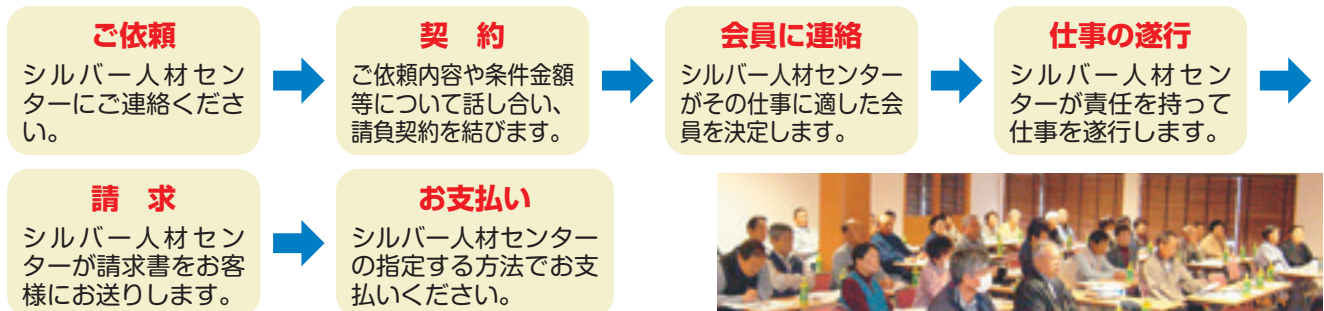 ご依頼
シルバー人材セン
ターにご連絡くださ
い。
契　約
ご依頼内容や条件金額
等について話し合い、
請負契約を結びます。
会員に連絡
シルバー人材センター
がその仕事に適した会
員を決定します。
仕事の遂行
シルバー人材セン
ターが責任を持って
仕事を遂行します。
請　求
シルバー人材セン
ターが請求書をお客
様にお送りします。
お支払い
シルバー人材センター
の指定する方法でお支
払いください。